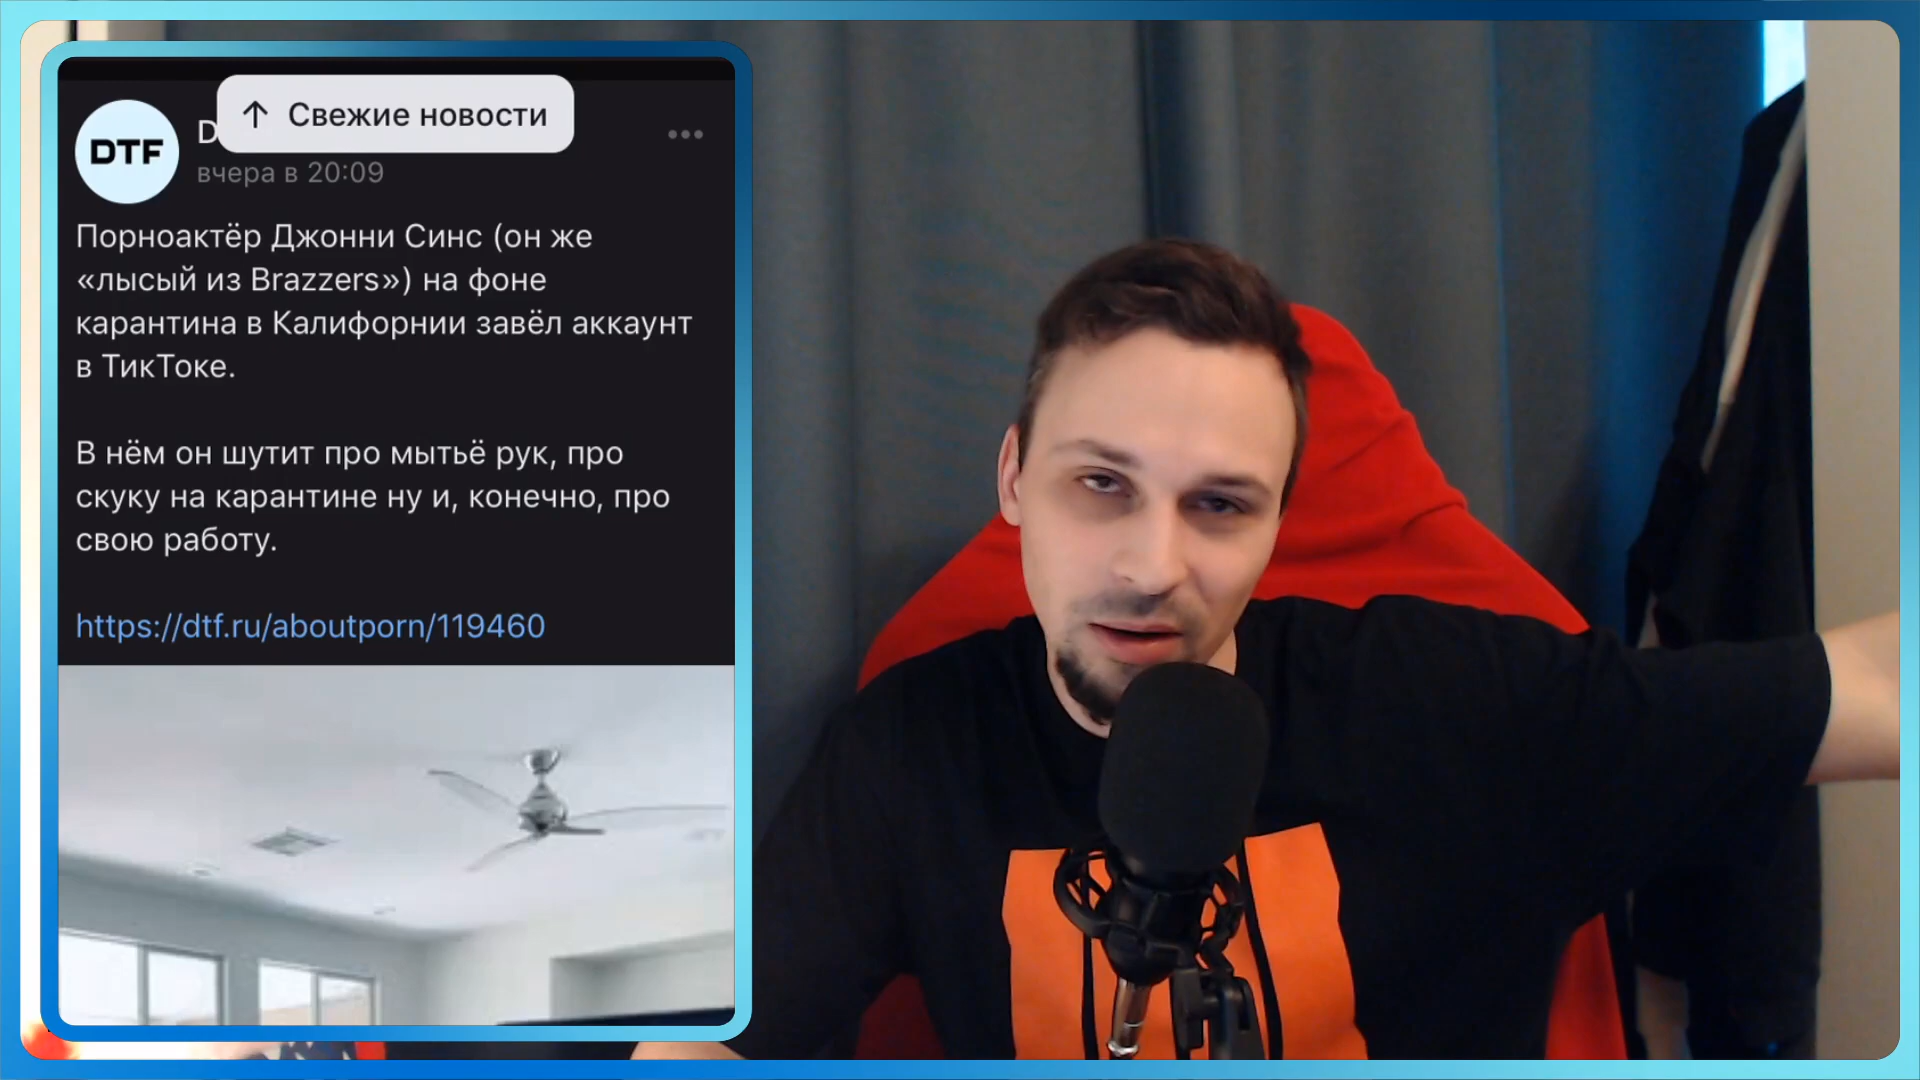 Свежие новости
DTF
D
вчера в 20:09
Порноактёр Джонни Синс (он же
«лысый из Brazzers») на фоне
карантина в Калифорнии завёл аккаунт
в ТикТоке.
В нём он шутит про мытьё рук, про
скуку на карантине ну и, конечно, про
свою работу.
https://dtf.ru/aboutporn/119460